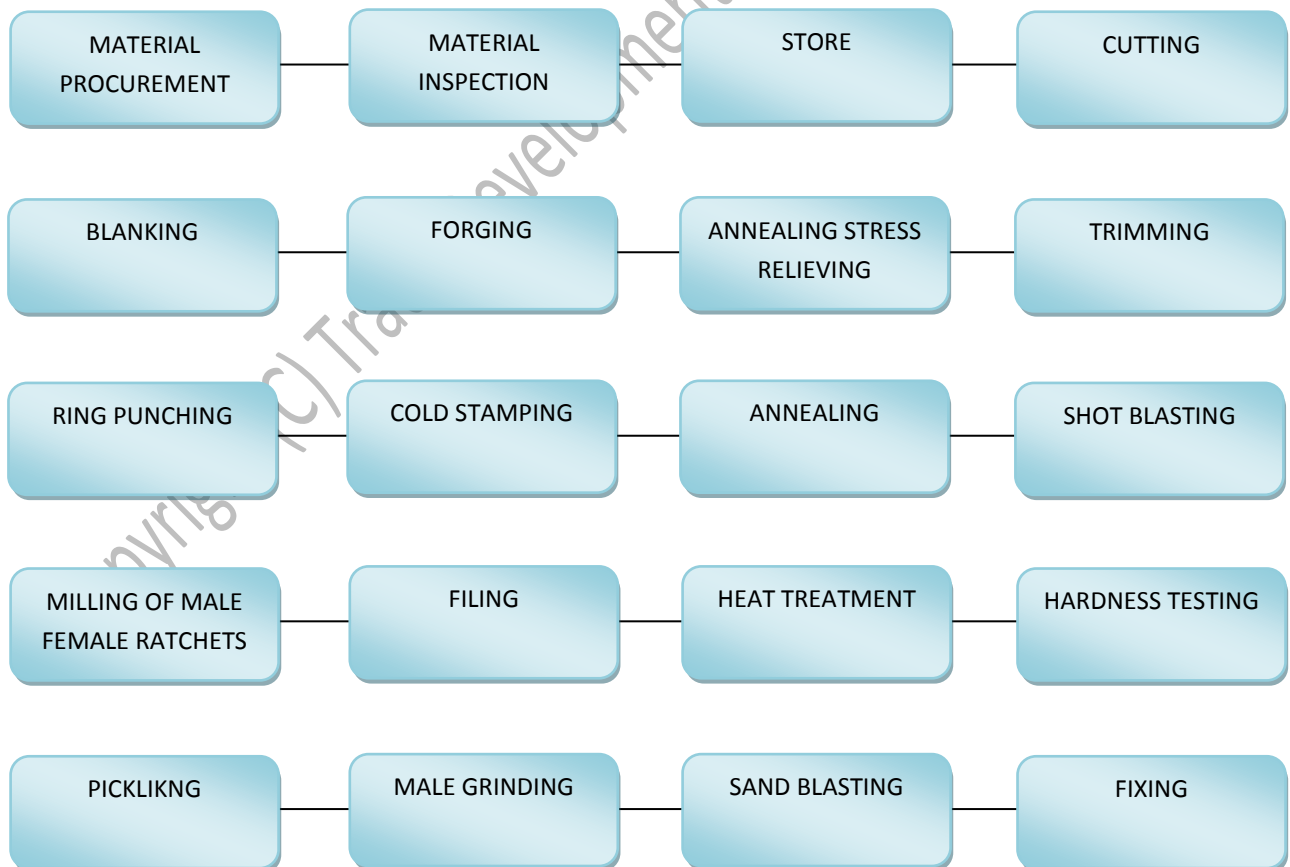 MATERIAL
PROCUREMENT
MATERIAL
INSPECTION
STORE
CUTTING
BLANKING
FORGING
ANNEALING STRESS
RELIEVING
TRIMMING
RING PUNCHING
COLD STAMPING
ANNEALING
SHOT BLASTING
MILLING OF MALE
FEMALE RATCHETS
FILING
HEAT TREATMENT
HARDNESS TESTING
PICKLIKNG
MALE GRINDING
SAND BLASTING
FIXING